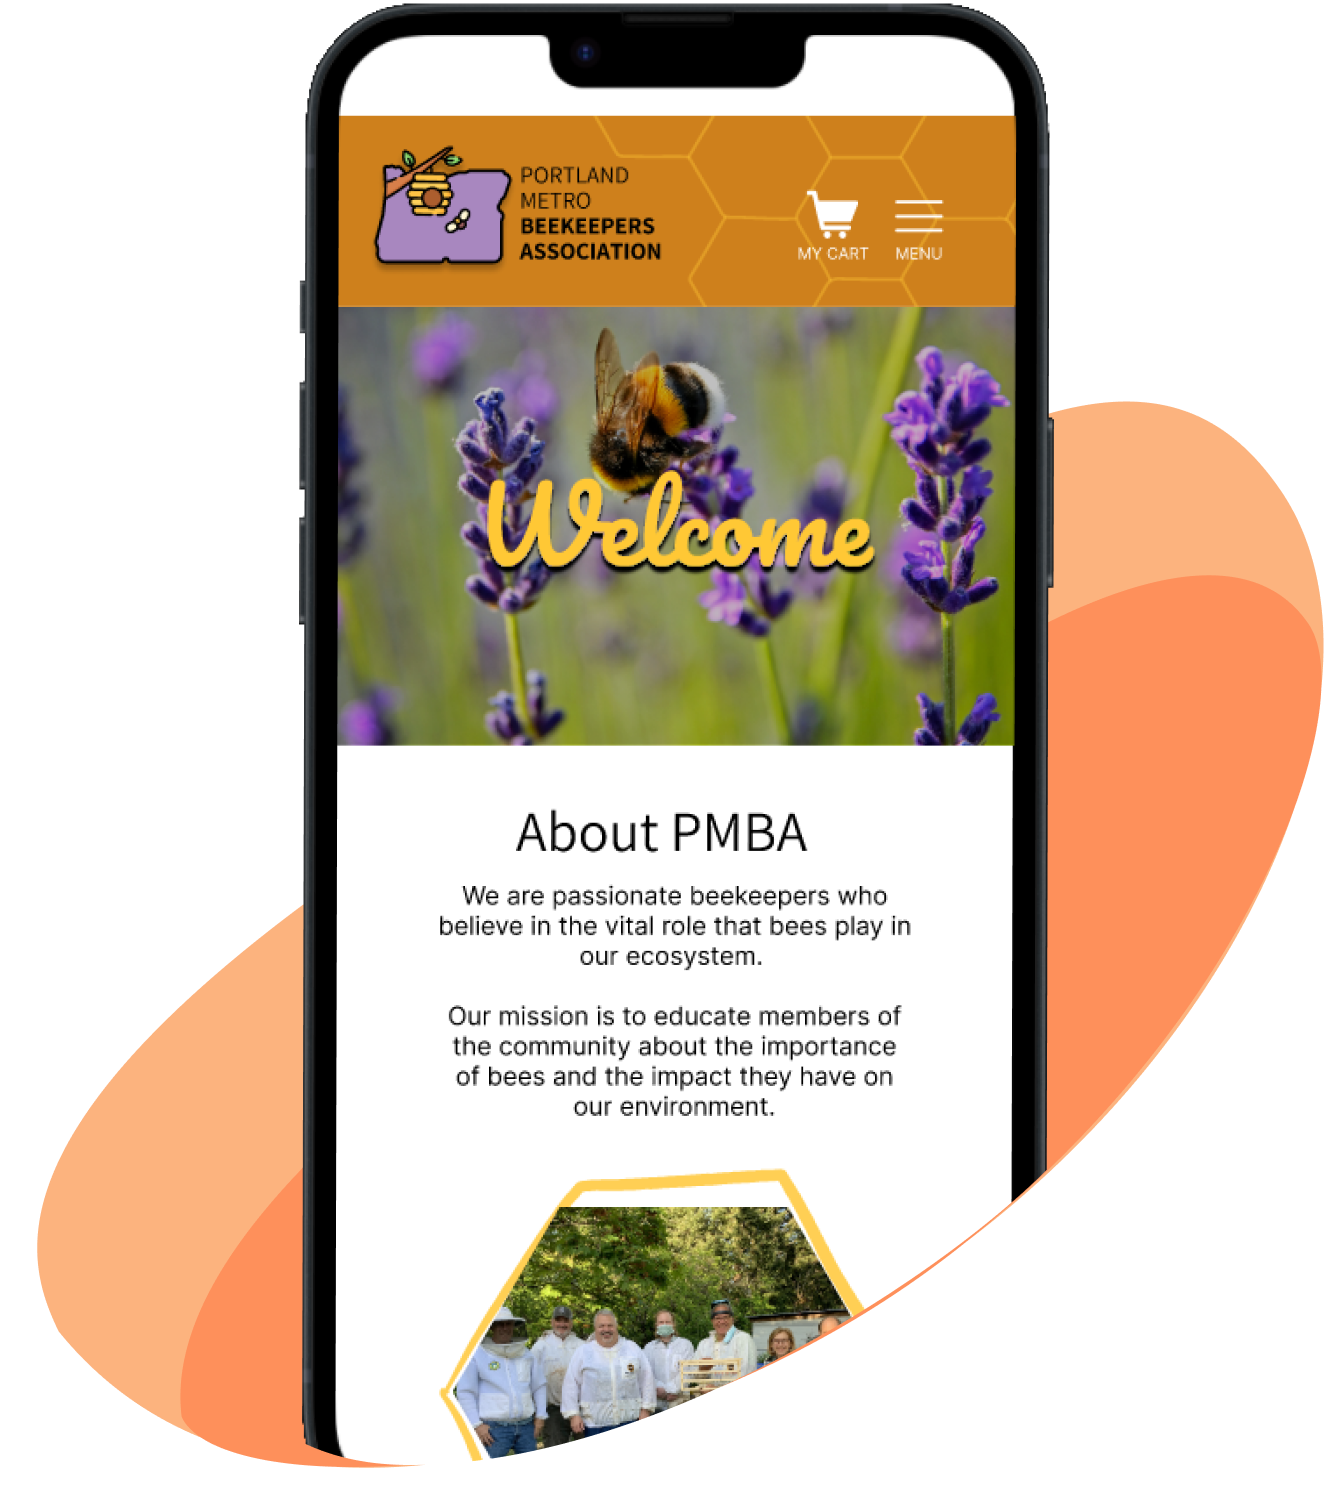 PORTLAND
METRO
BEEKEEPERS
ASSOCIATION
MY CART
MENU
Welcome
About PMBA
We are passionate beekeepers who
believe in the vital role that bees play in
our ecosystem.
Our mission is to educate members of
the community about the importance
of bees and the impact they have on
our environment.